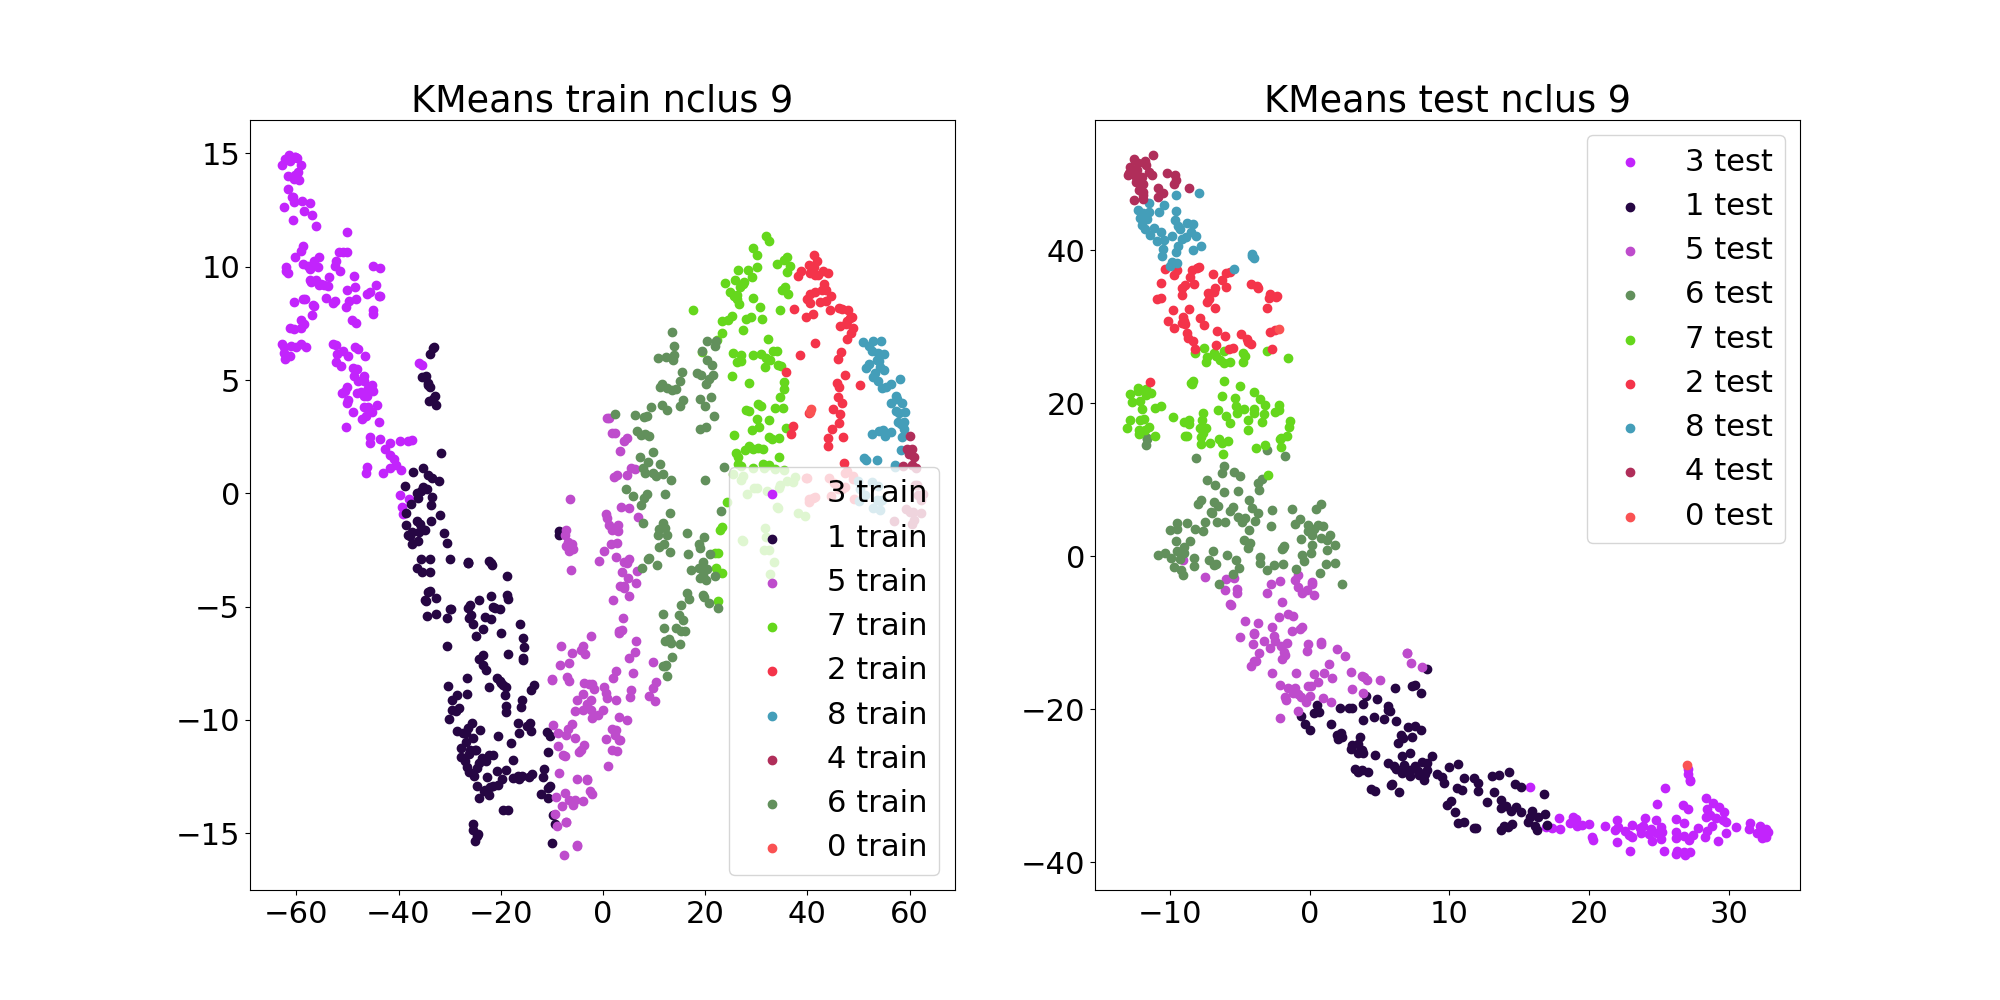 KMeans train nclus 9
15
10
5
0
−5
−10
−15
−60
−40
−20
0
20
40
60
3 train
1 train
5 train
7 train
2 train
8 train
4 train
6 train
0 train
KMeans test nclus 9
40
20
0
−20
−40
−10
0
10
20
30
3 test
1 test
5 test
6 test
7 test
2 test
8 test
4 test
0 test